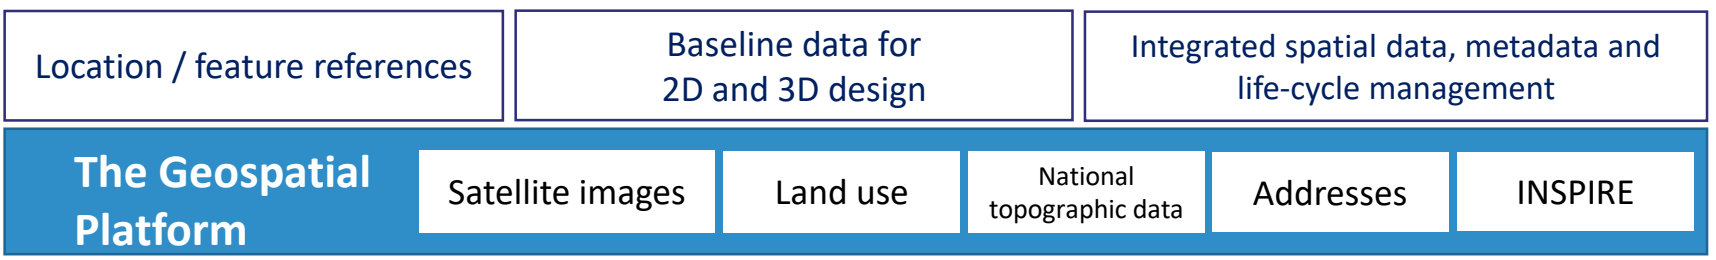 Location / feature references
Baseline data for
2D and 3D design
Integrated spatial data, metadata and
life-cycle management
The Geospatial
Platform
Satellite images
Land use
National
topographic data
Addresses
INSPIRE